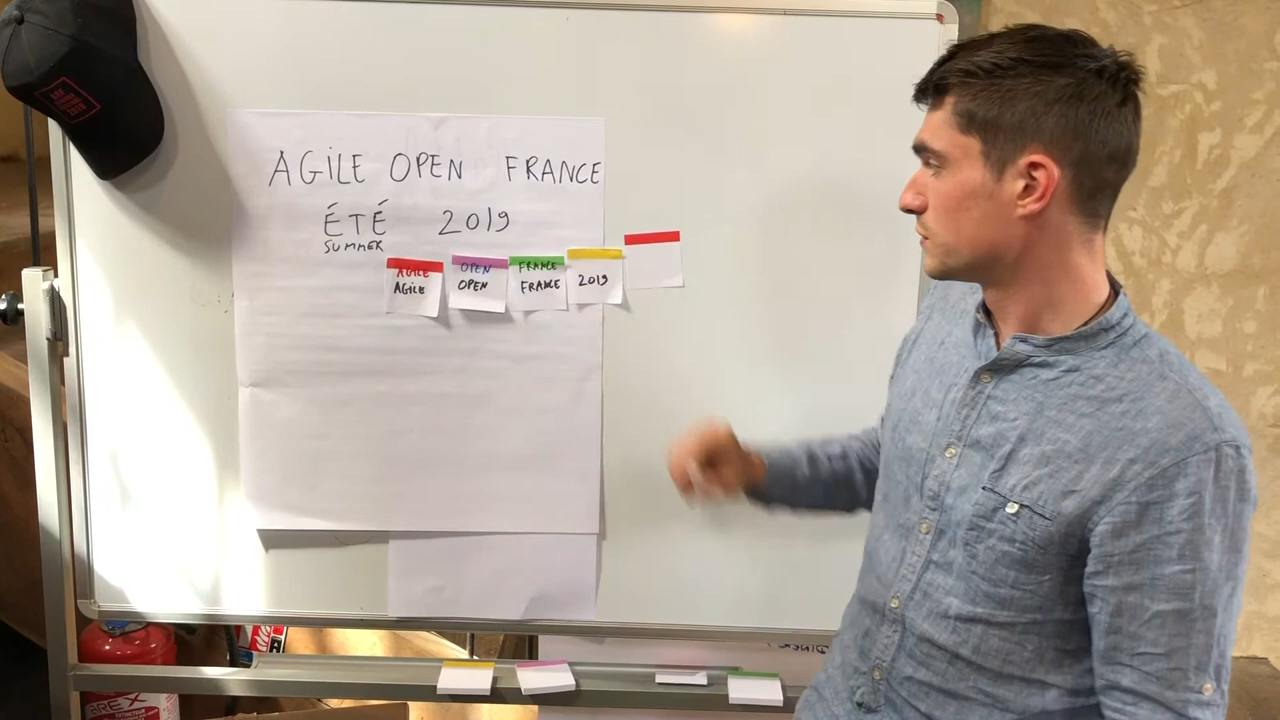 AGILE OPEN FRANCE
ÉTÉ 2019
SUMMER
AGILE
AGILE
OPEN
OPEN
FRANCE
FRANCE
2019